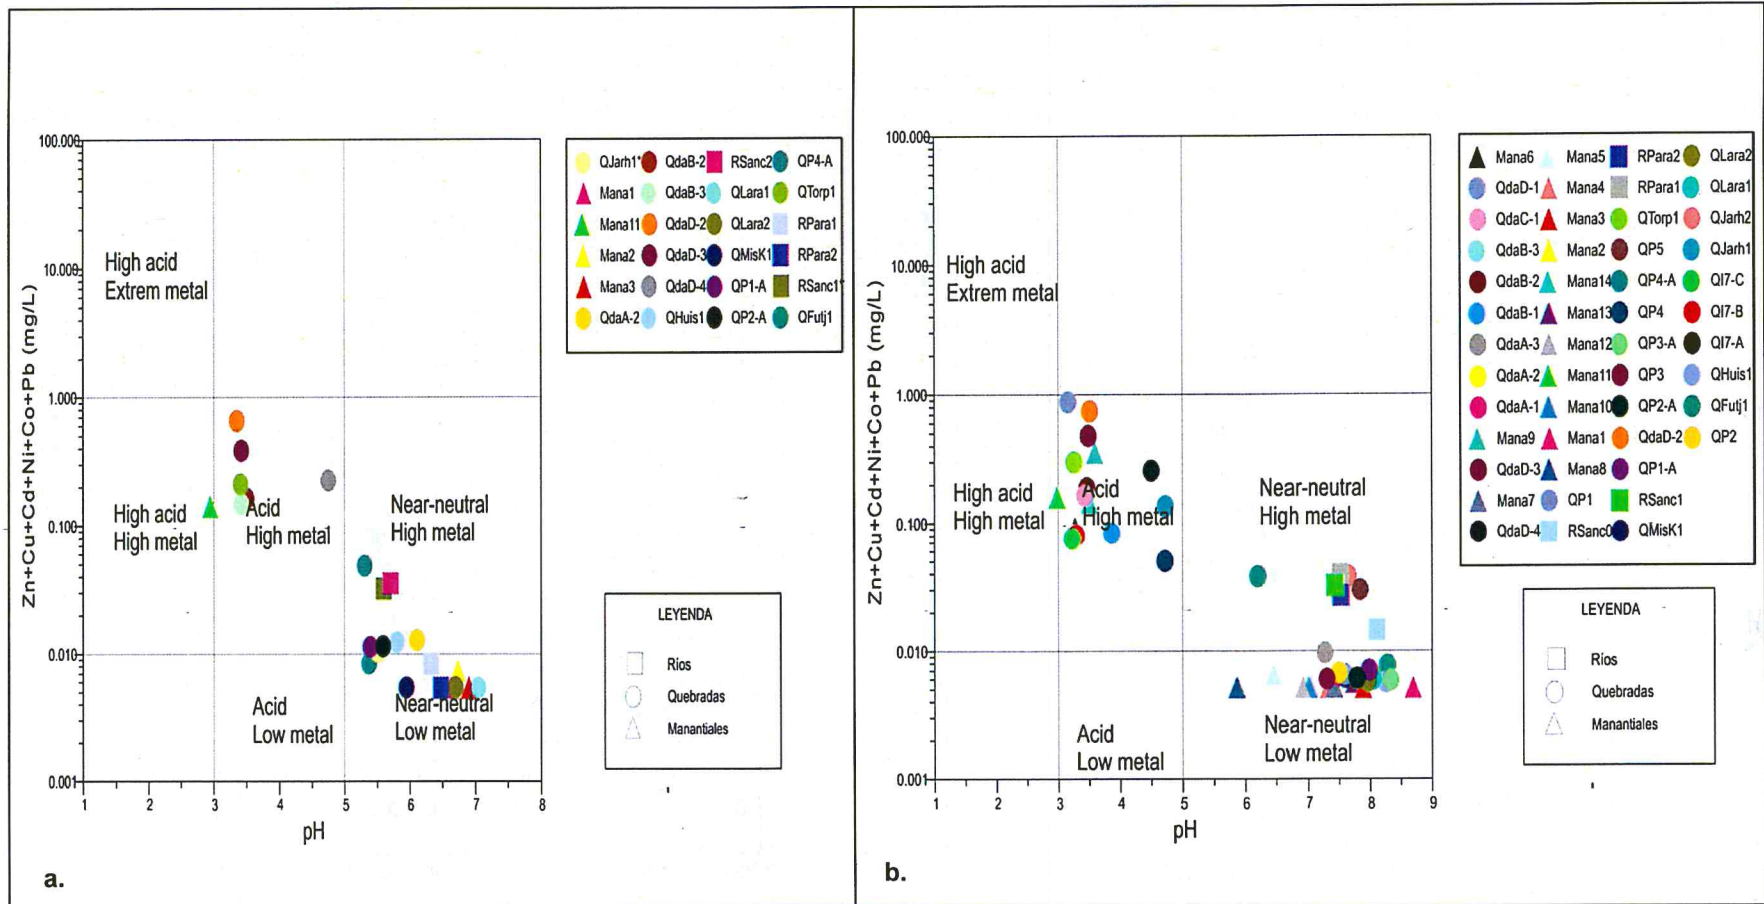 Zn+Cu+Cd+Ni+Co+Pb (mg/L)
100.000
10.000
1.000
0.100
0.010
0.001
High acid
Extrem metal
High acid
High metal
Acid
High metal
Near-neutral
High metal
Acid
Low metal
Near-neutral
Low metal
1 2 3 4 5 6 7 8
pH
a.
QJarh1* QdaB-2 RSanc2 QP4-A
Mana1 QdaB-3 QLara1 QTorp1
Mana11 QdaD-2 QLara2 RPara1
Mana2 QdaD-3 QMisK1 RPara2
Mana3 QdaD-4 QP1-A RSanc1*
QdaA-2 QHuis1 QP2-A QFutj1
LEYENDA
Ríos
Quebradas
Manantiales
Zn+Cu+Cd+Ni+Co+Pb (mg/L)
100.000
10.000
1.000
0.100
0.010
0.001
High acid
Extrem metal
High acid
High metal
Acid
High metal
Near-neutral
High metal
Acid
Low metal
Near-neutral
Low metal
1 2 3 4 5 6 7 8 9
pH
b.
Mana6 Mana5 RPara2 QLara2
QdaD-1 Mana4 RPara1 QLara1
QdaC-1 Mana3 QTorp1 QJarh2
QdaB-3 Mana2 QP5 QJarh1
QdaB-2 Mana14 QP4-A QI7-C
QdaB-1 Mana13 QP4 QI7-B
QdaA-3 Mana12 QP3-A QI7-A
QdaA-2 Mana11 QP3 QHuis1
QdaA-1 Mana10 QP2-A QFutj1
Mana9 Mana1 QdaD-2 QP2
QdaD-3 Mana8 QP1-A
Mana7 QP1 RSanc1
QdaD-4 RSanc0 QMisK1
LEYENDA
Ríos
Quebradas
Manantiales